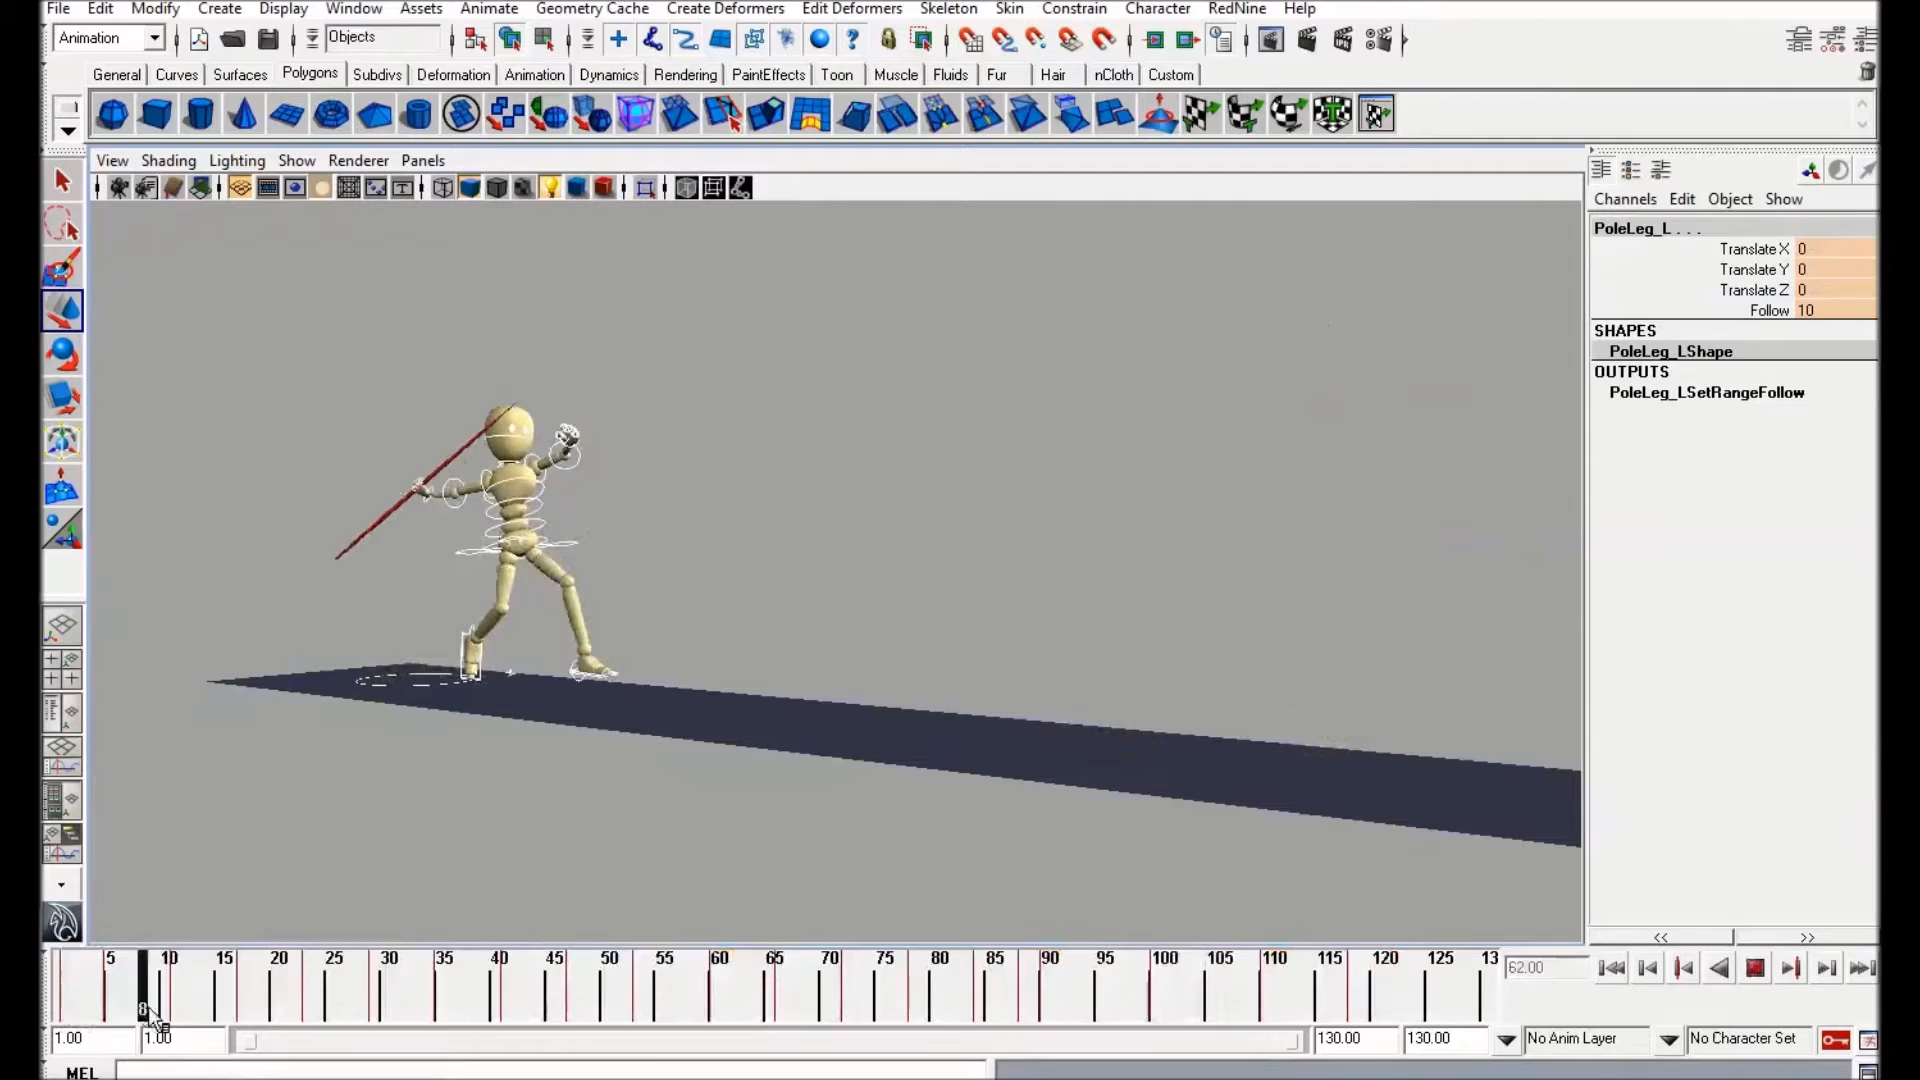 File Edit Modify Create Display Window Assets Animate Geometry Cache Create Deformers Edit Deformers Skeleton Skin Constrain Character RedNine Help
Animation Objects
General Curves Surfaces Polygons Subdivs Deformation Animation Dynamics Rendering PaintEffects Toon Muscle Fluids Fur Hair nCloth Custom
View Shading Lighting Show Renderer Panels
Channels Edit Object Show
PoleLeg_L . . .
Translate X 0
Translate Y 0
Translate Z 0
Follow 10
SHAPES
PoleLeg_LShape
OUTPUTS
PoleLeg_LSetRangeFollow
<< >>
5 10 15 20 25 30 35 40 45 50 55 60 65 70 75 80 85 90 95 100 105 110 115 120 125 13
62.00
8
1.00 1.00 130.00 130.00 No Anim Layer No Character Set
MEL